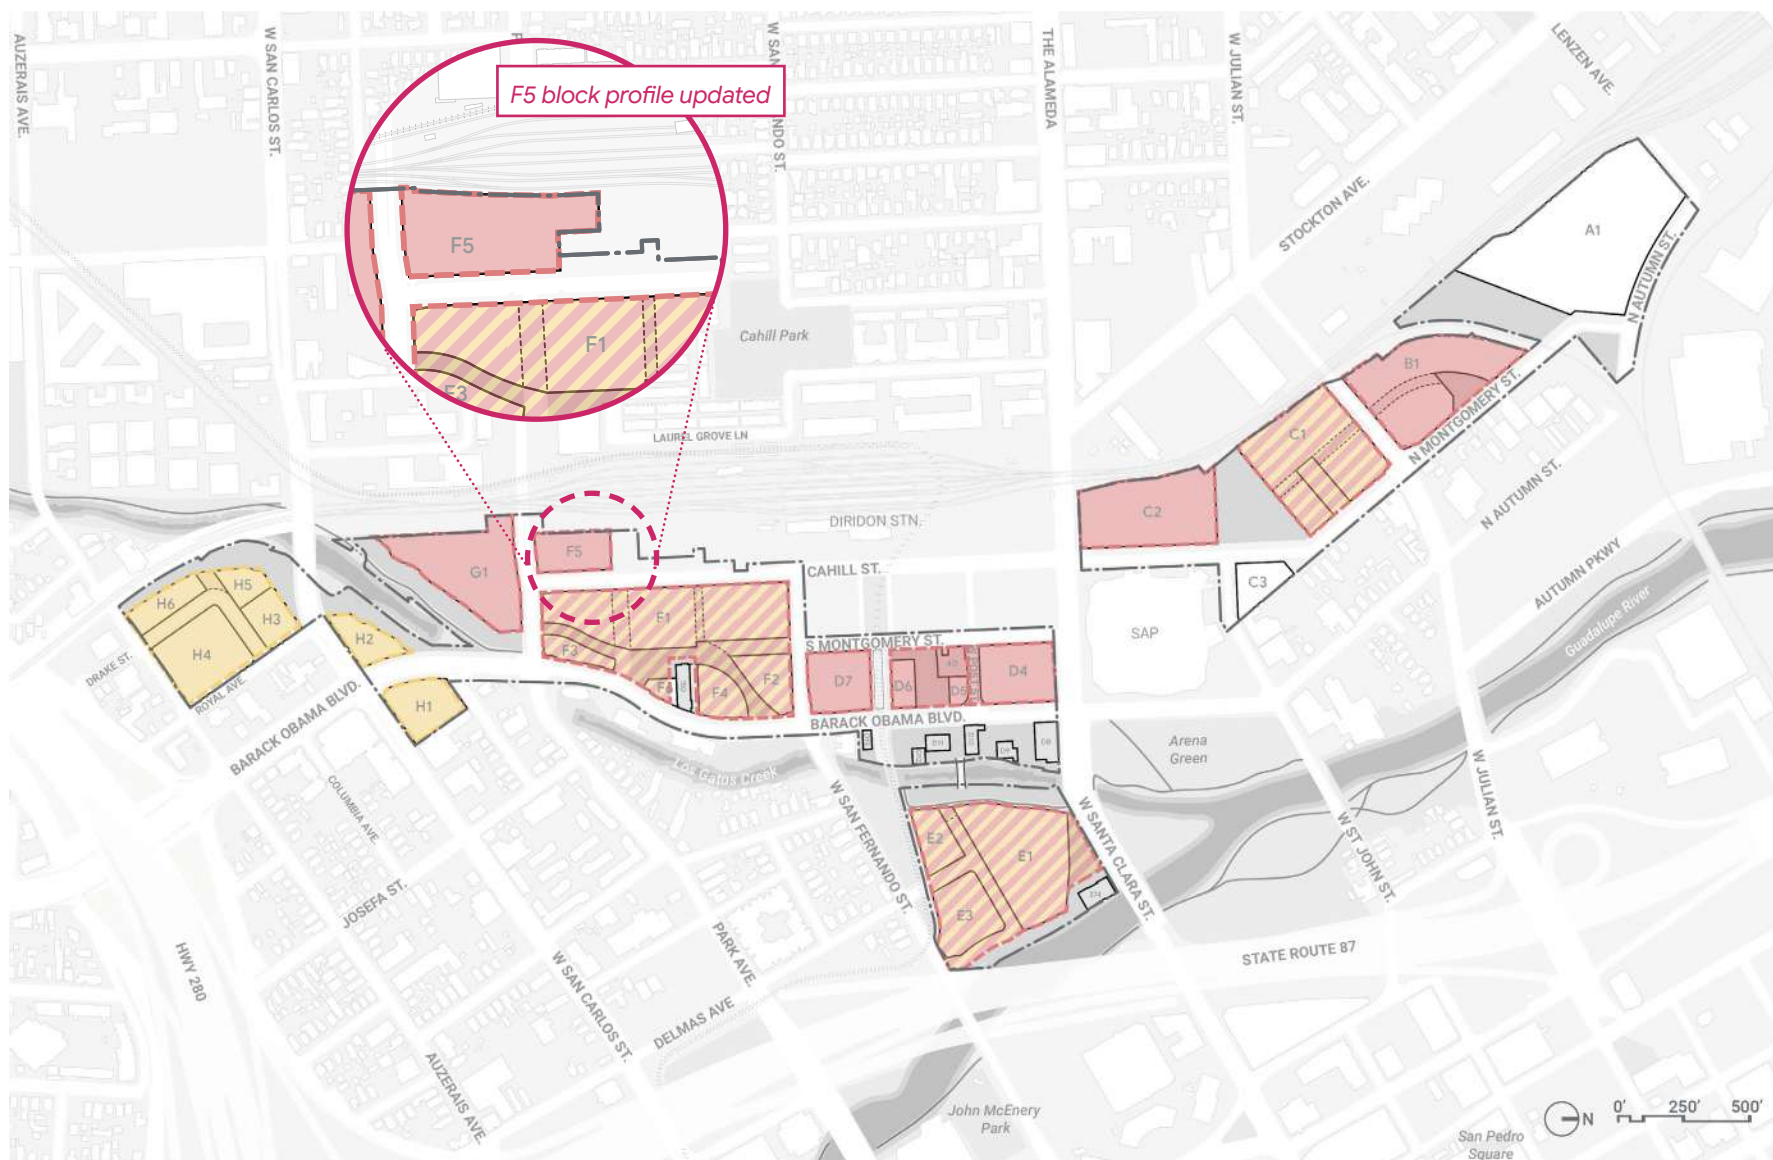 AUZERAIS AVE.
W SAN CARLOS ST.
F5 block profile updated
THE ALAMEDA
W JULIAN ST.
LENZEN AVE.
STOCKTON AVE.
F5
F1
F3
Cahill Park
LAUREL GROVE LN
A1
N AUTUMN ST.
B1
C1
N MONTGOMERY ST.
C2
N AUTUMN ST.
DIRIDON STN.
CAHILL ST.
C3
AUTUMN PKWY
Guadalupe River
SAP
G1
F5
F1
F3
F4
F2
S MONTGOMERY ST.
D7
D6
D5
D4
BARACK OBAMA BLVD.
H6
H5
H3
H4
H2
H1
DRAKE ST.
ROYAL AVE.
BARACK OBAMA BLVD.
COLUMBIA AVE
JOSEFA ST.
Los Gatos Creek
Arena
Green
W SAN FERNANDO ST.
W SANTA CLARA ST.
W ST JOHN ST.
W JULIAN ST.
E2
E1
E3
STATE ROUTE 87
HWY 280
W SAN CARLOS ST.
PARK AVE.
DELMAS AVE
AUZERAIS AVE.
John McEnery
Park
San Pedro
Square
N
0' 250' 500'